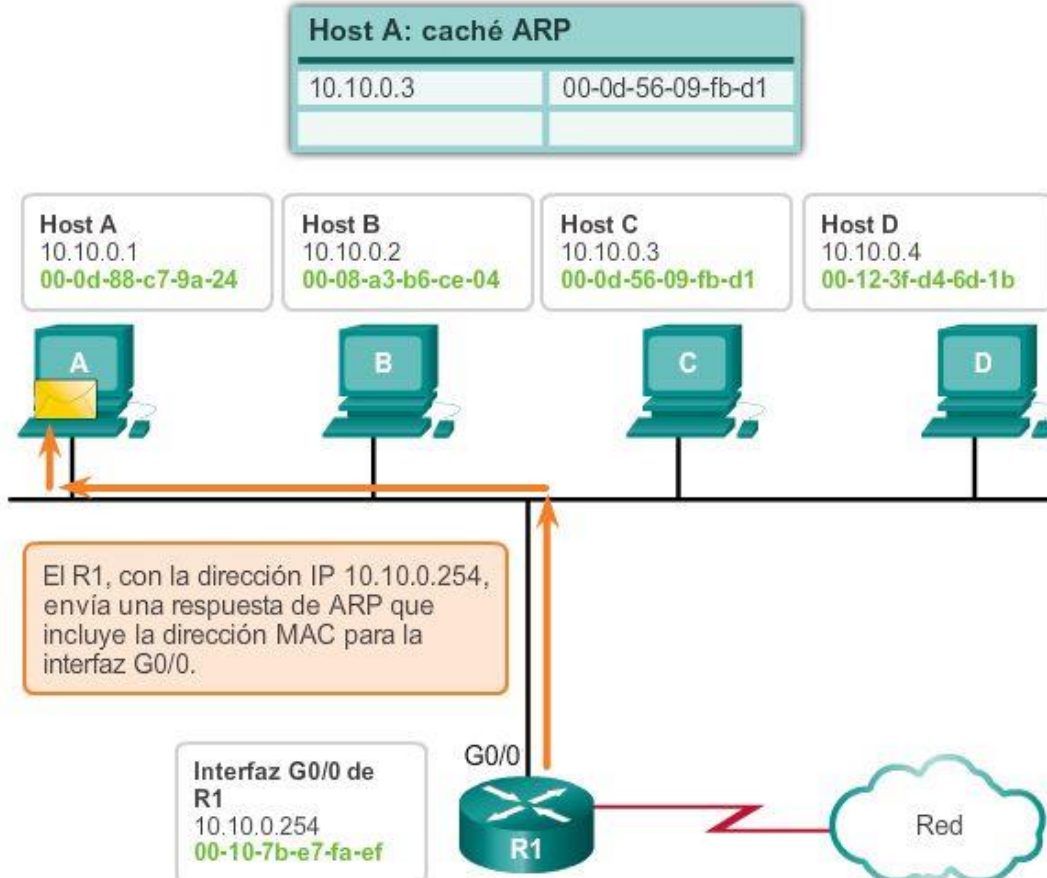 Host A: caché ARP
10.10.0.3 00-0d-56-09-fb-d1
Host A
10.10.0.1
00-0d-88-c7-9a-24
Host B
10.10.0.2
00-08-a3-b6-ce-04
Host C
10.10.0.3
00-0d-56-09-fb-d1
Host D
10.10.0.4
00-12-3f-d4-6d-1b
A
B
C
D
El R1, con la dirección IP 10.10.0.254,
envía una respuesta de ARP que
incluye la dirección MAC para la
interfaz G0/0.
Interfaz G0/0 de
R1
10.10.0.254
00-10-7b-e7-fa-ef
G0/0
R1
Red